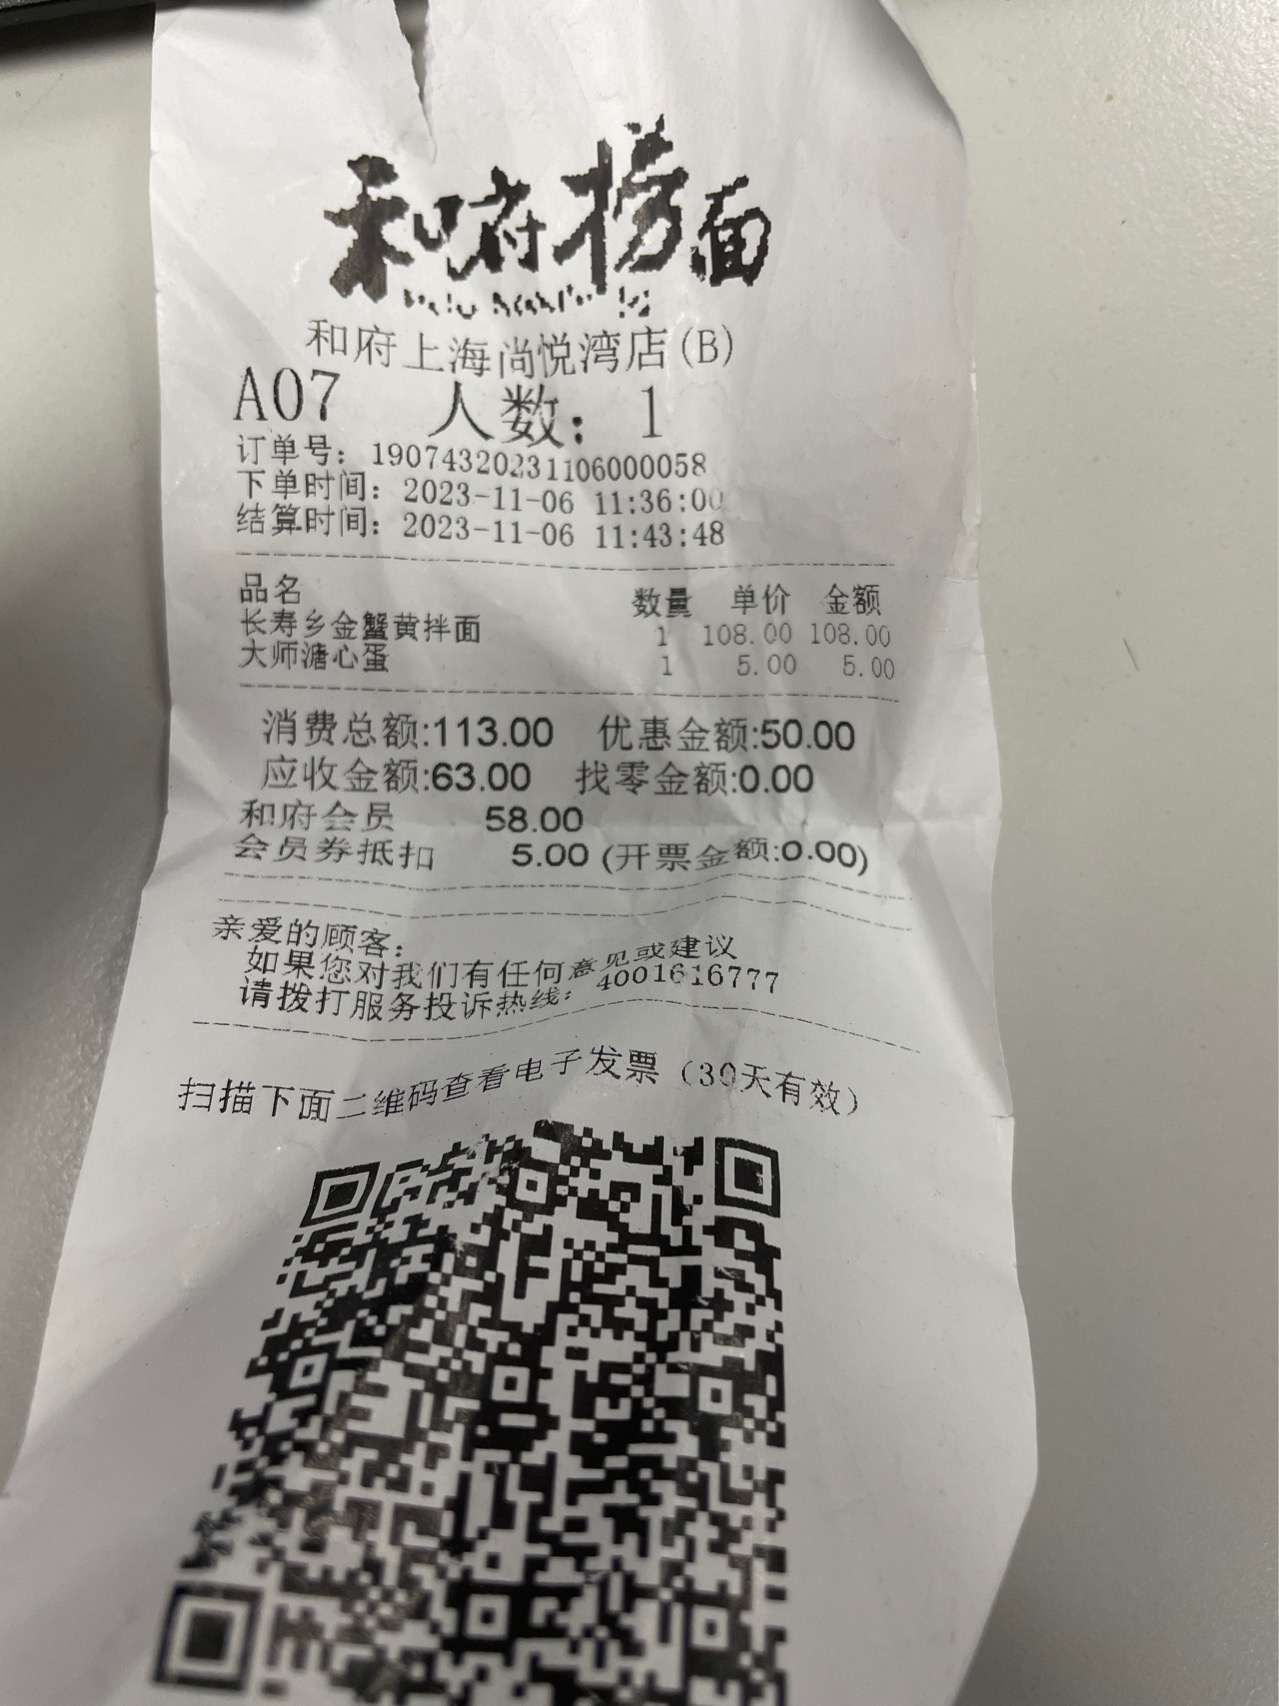 和府捞面
和府上海尚悦湾店(B)
A07 人数: 1
订单号: 19074320231106000058
下单时间: 2023-11-06 11:36:00
结算时间: 2023-11-06 11:43:48
品名 数量 单价 金额
长寿乡金蟹黄拌面 1 108.00 108.00
大师溏心蛋 1 5.00 5.00
消费总额:113.00 优惠金额:50.00
应收金额:63.00 找零金额:0.00
和府会员 58.00
会员券抵扣 5.00 (开票金额:0.00)
亲爱的顾客:
如果您对我们有任何意见或建议
请拨打服务投诉热线: 4001616777
扫描下面二维码查看电子发票 (30天有效)